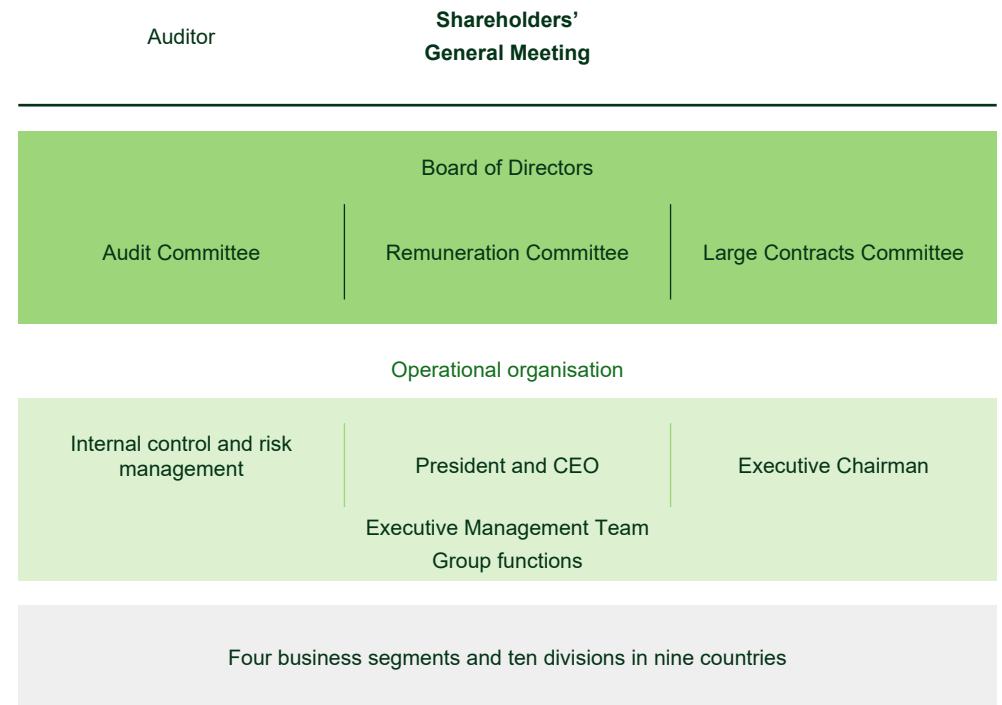 Auditor
Shareholders’
General Meeting
Board of Directors
Audit Committee
Remuneration Committee
Large Contracts Committee
Operational organisation
Internal control and risk
management
President and CEO
Executive Chairman
Executive Management Team
Group functions
Four business segments and ten divisions in nine countries